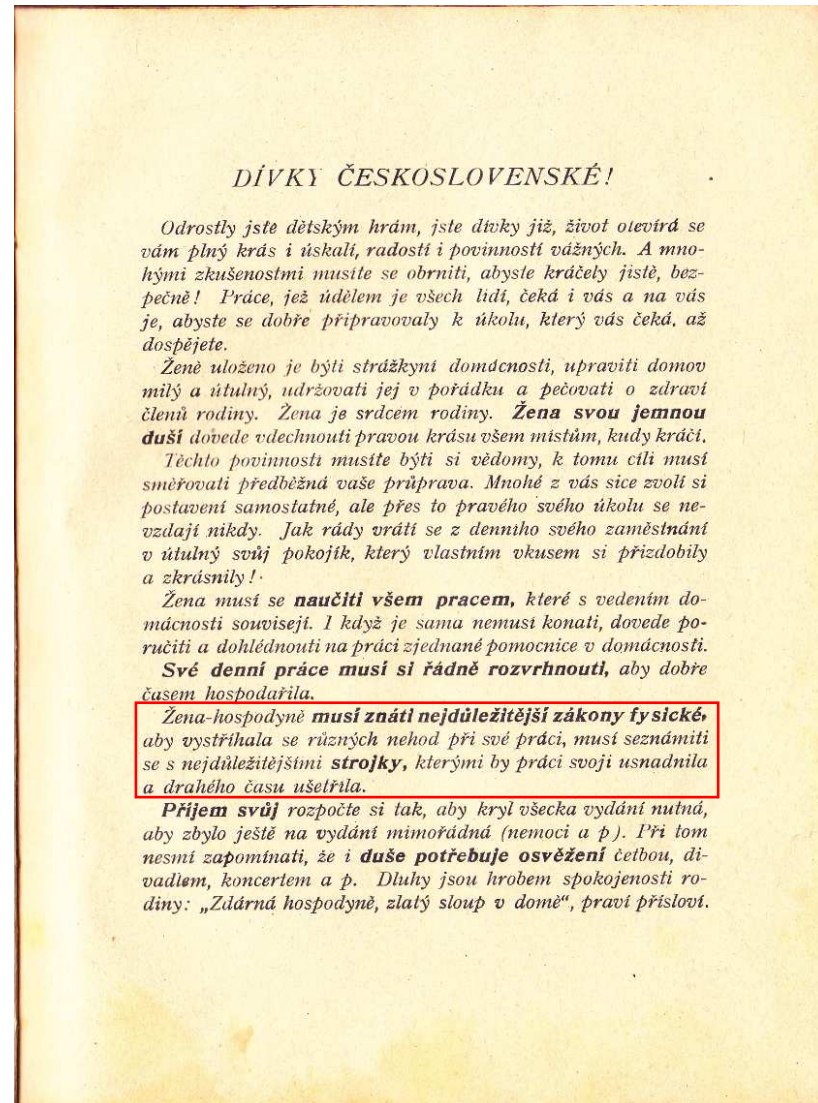 DÍVKY ČESKOSLOVENSKÉ!
Odrostly jste dětským hrám, jste dívky již, život otevírá se
vám plný krás i úskalí, radostí i povinností vážných. A mno-
hými zkušenostmi musíte se obrniti, abyste kráčely jistě, bez-
pečně! Práce, jež údělem je všech lidí, čeká i vás a na vás
je, abyste se dobře připravovaly k úkolu, který vás čeká, až
dospějete.
Ženě uloženo je býti strážkyní domácnosti, upraviti domov
milý a útulný, udržovati jej v pořádku a pečovati o zdraví
členů rodiny. Žena je srdcem rodiny. Žena svou jemnou
duší dovede vdechnouti pravou krásu všem místům, kudy kráčí.
Těchto povinností musíte býti si vědomy, k tomu cíli musí
směřovati předběžná vaše průprava. Mnohé z vás sice zvolí si
postavení samostatné, ale přes to pravého svého úkolu se ne-
vzdají nikdy. Jak rády vrátí se z denního svého zaměstnání
v útulný svůj pokojík, který vlastním vkusem si přizdobily
a zkrásnily!
Žena musí se naučiti všem pracem, které s vedením do-
mácnosti souvisejí. I když je sama nemusí konati, dovede po-
ručiti a dohlédnouti na práci zjednané pomocnice v domácnosti.
Své denní práce musí si řádně rozvrhnouti, aby dobře
časem hospodařila.
Žena-hospodyně musí znáti nejdůležitější zákony fysické,
aby vystříhala se různých nehod při své práci, musí seznámiti
se s nejdůležitějšími strojky, kterými by práci svoji usnadnila
a drahého času ušetřila.
Příjem svůj rozpočte si tak, aby kryl všecka vydání nutná,
aby zbylo ještě na vydání mimořádná (nemoci a p). Při tom
nesmí zapomínati, že i duše potřebuje osvěžení četbou, di-
vadlem, koncertem a p. Dluhy jsou hrobem spokojenosti ro-
diny: „Zdárná hospodyně, zlatý sloup v domě“, praví přísloví.